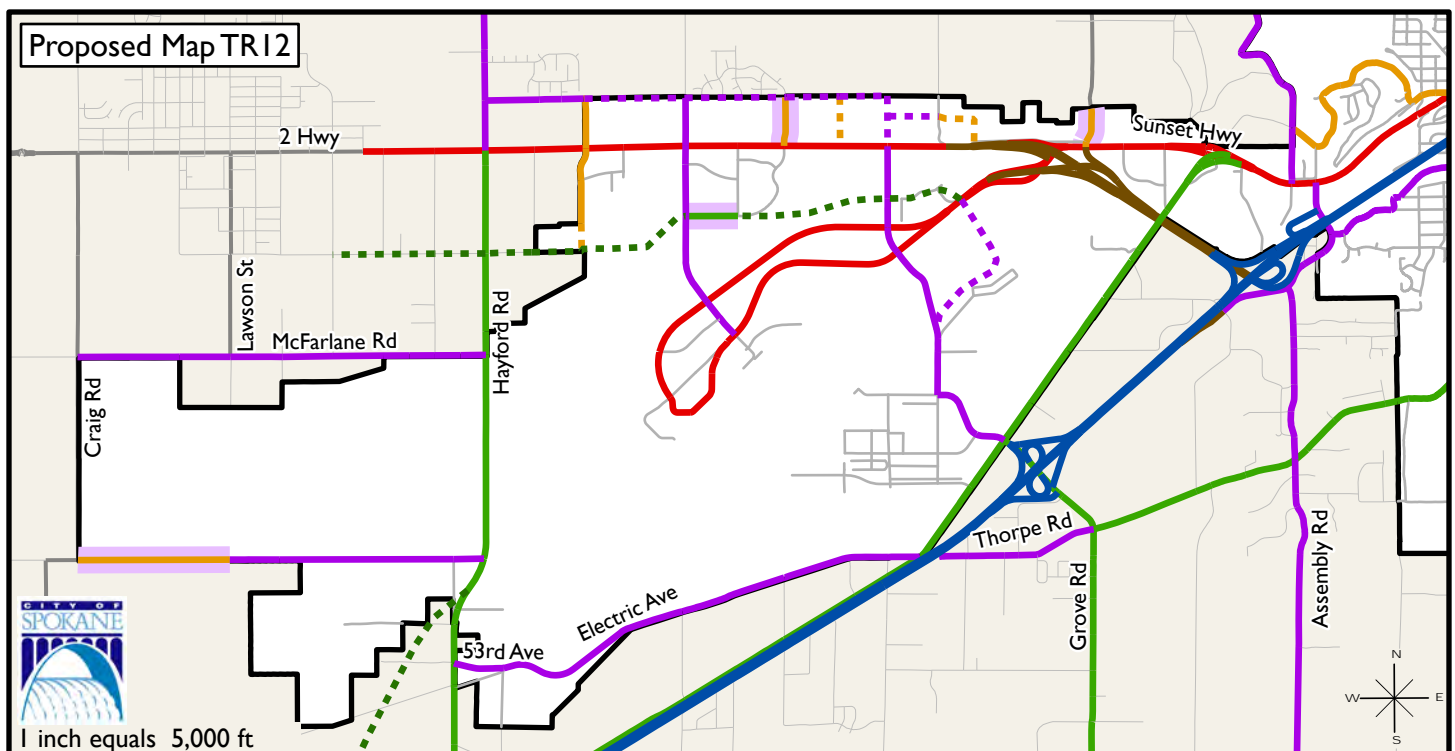 Proposed Map TR12
2 Hwy
Sunset Hwy
Lawson St
Hayford Rd
McFarlane Rd
Craig Rd
Thorpe Rd
Electric Ave
Grove Rd
Assembly Rd
53rd Ave
CITY OF
SPOKANE
N
W
E
S
1 inch equals 5,000 ft